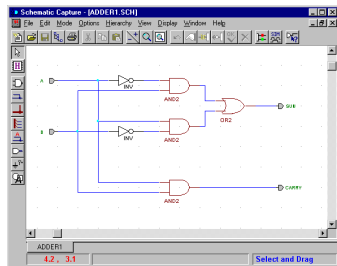 Schematic Capture - [ADDER1.SCH]
File Edit Mode Options Hierarchy View Display Window Help
A
INV
AND2
SUM
OR2
B
INV
AND2
CARRY
AND2
ADDER1
4.2 , 3.1
Select and Drag